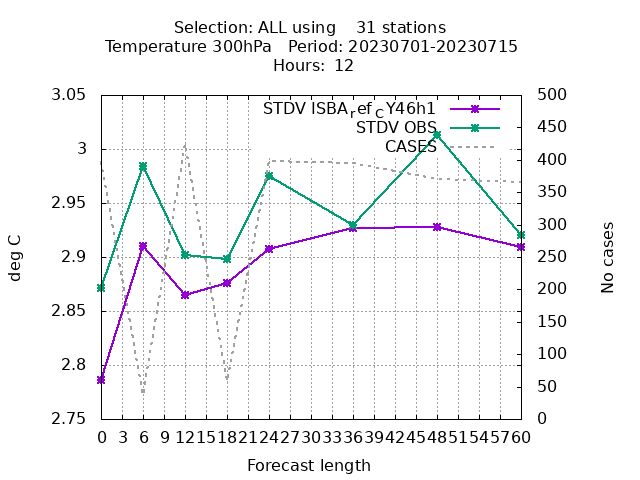 Selection: ALL using 31 stations
Temperature 300hPa Period: 20230701-20230715
Hours: 12
STDV ISBA_ref_CY46h1
STDV OBS
CASES
3.05
3
2.95
2.9
2.85
2.8
2.75
deg C
500
450
400
350
300
250
200
150
100
50
0
No cases
0 3 6 9 12 15 18 21 24 27 30 33 36 39 42 45 48 51 54 57 60
Forecast length